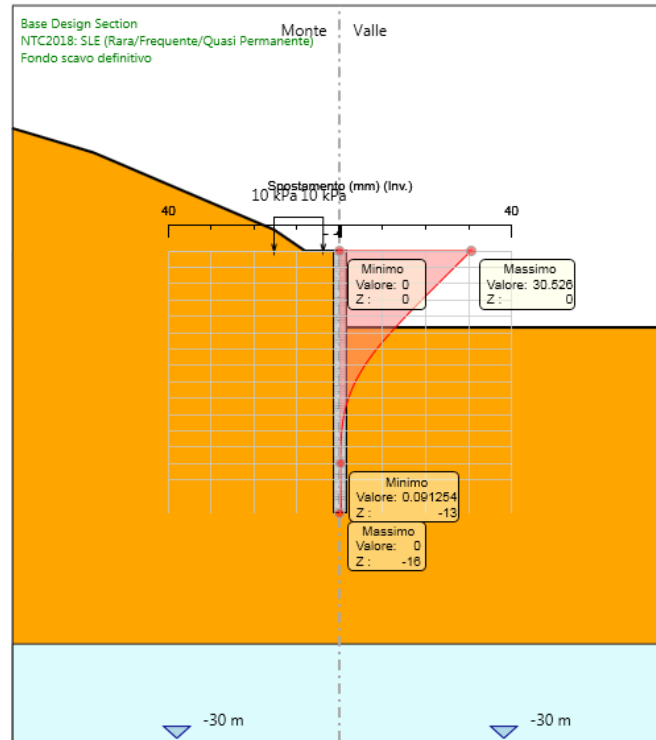 Base Design Section
NTC2018: SLE (Rara/Frequente/Quasi Permanente)
Fondo scavo definitivo
Monte
Valle
Spostamento (mm) (Inv.)
10 kPa 10 kPa
40
40
Minimo
Valore: 0
Z : 0
Massimo
Valore: 30.526
Z : 0
Minimo
Valore: 0.091254
Z : -13
Massimo
Valore: 0
Z : -16
-30 m
-30 m